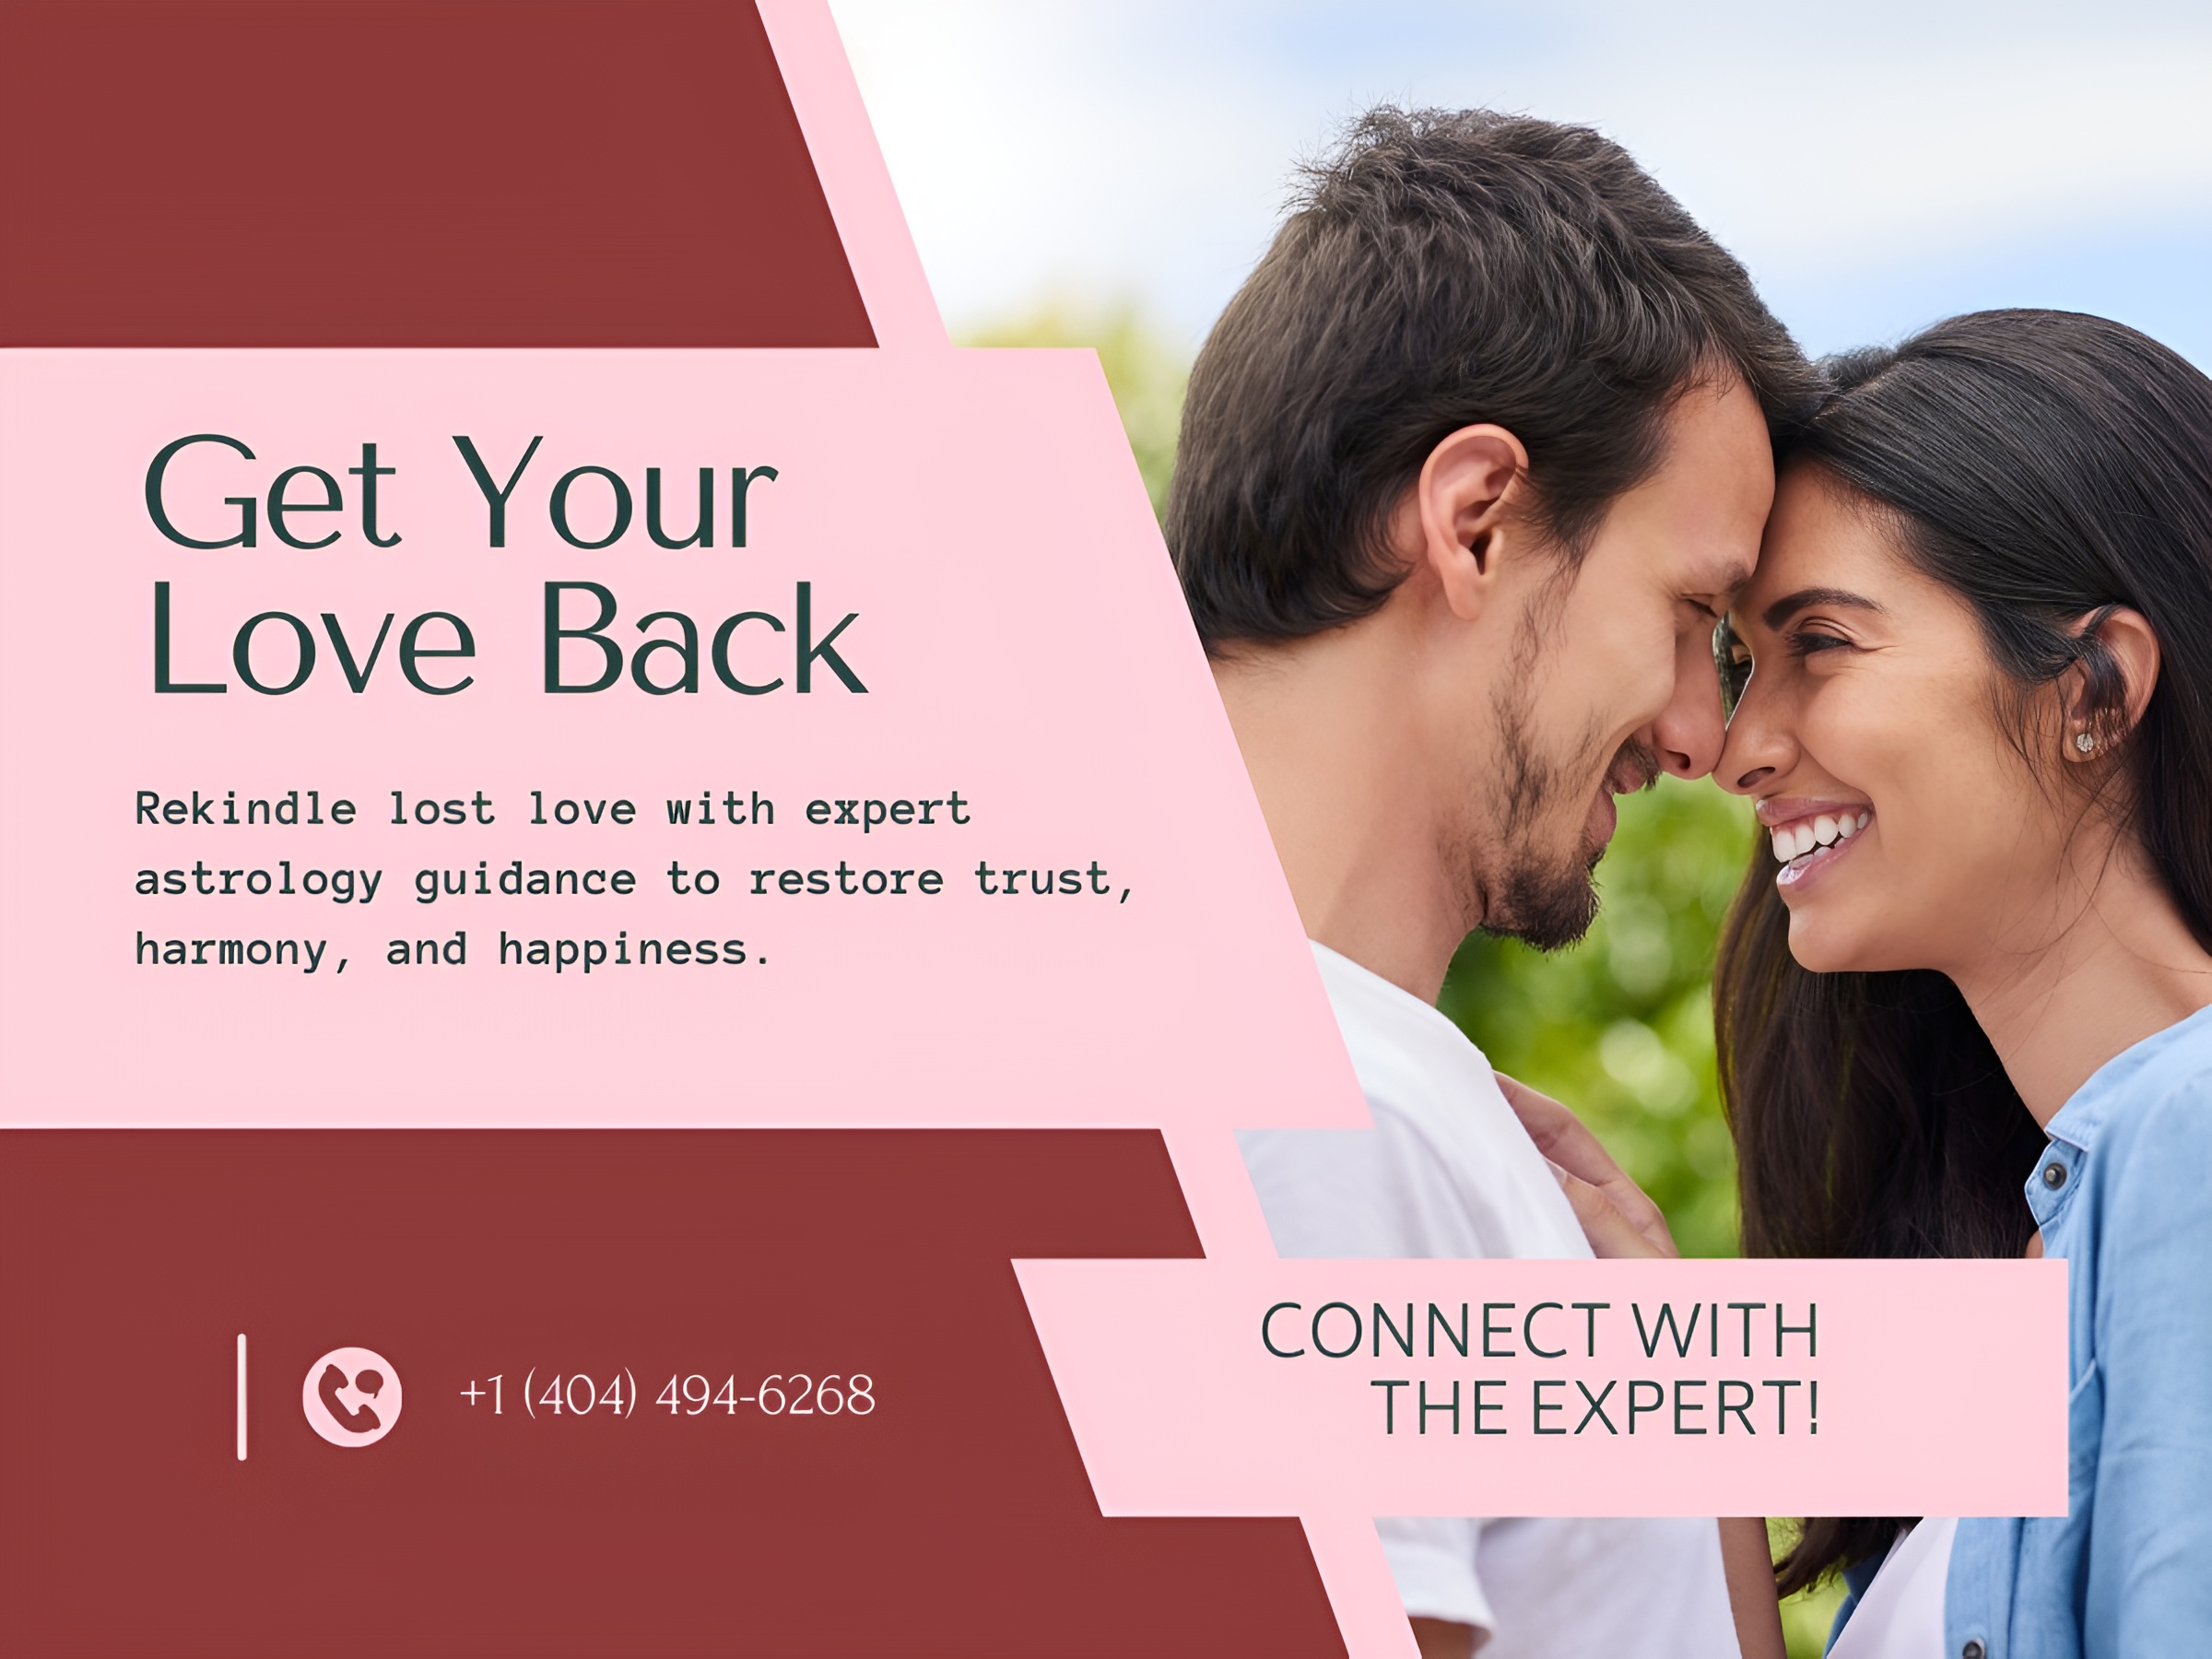 Get Your
Love Back
Rekindle lost love with expert
astrology guidance to restore trust,
harmony, and happiness.
+1 (404) 494-6268
CONNECT WITH
THE EXPERT!